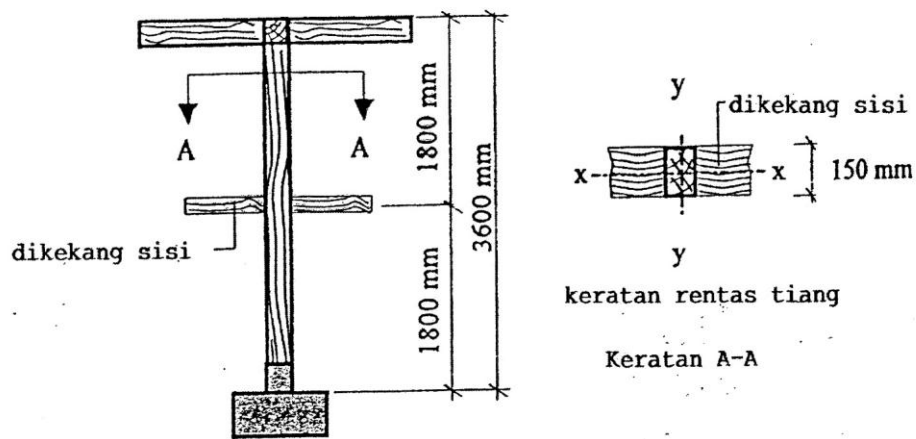 A
A
dikekang sisi
1800 mm
1800 mm
3600 mm
y
dikekang sisi
x
x
150 mm
y
keratan rentas tiang
Keratan A-A